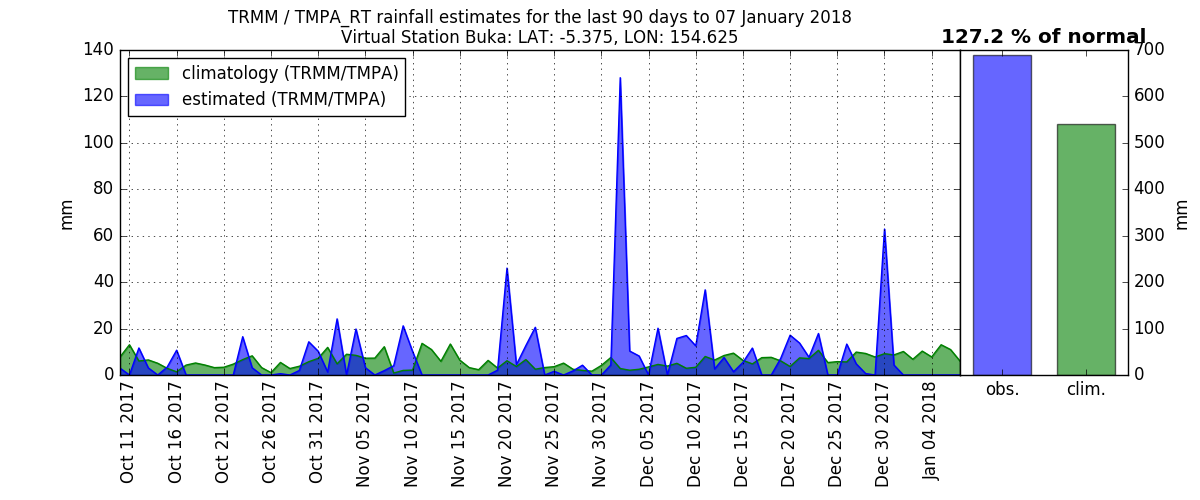 TRMM / TMPA_RT rainfall estimates for the last 90 days to 07 January 2018
Virtual Station Buka: LAT: -5.375, LON: 154.625
127.2 % of normal
climatology (TRMM/TMPA)
estimated (TRMM/TMPA)
mm
140
120
100
80
60
40
20
0
Oct 11 2017
Oct 16 2017
Oct 21 2017
Oct 26 2017
Oct 31 2017
Nov 05 2017
Nov 10 2017
Nov 15 2017
Nov 20 2017
Nov 25 2017
Nov 30 2017
Dec 05 2017
Dec 10 2017
Dec 15 2017
Dec 20 2017
Dec 25 2017
Dec 30 2017
Jan 04 2018
700
600
500
400
300
200
100
0
mm
obs.
clim.